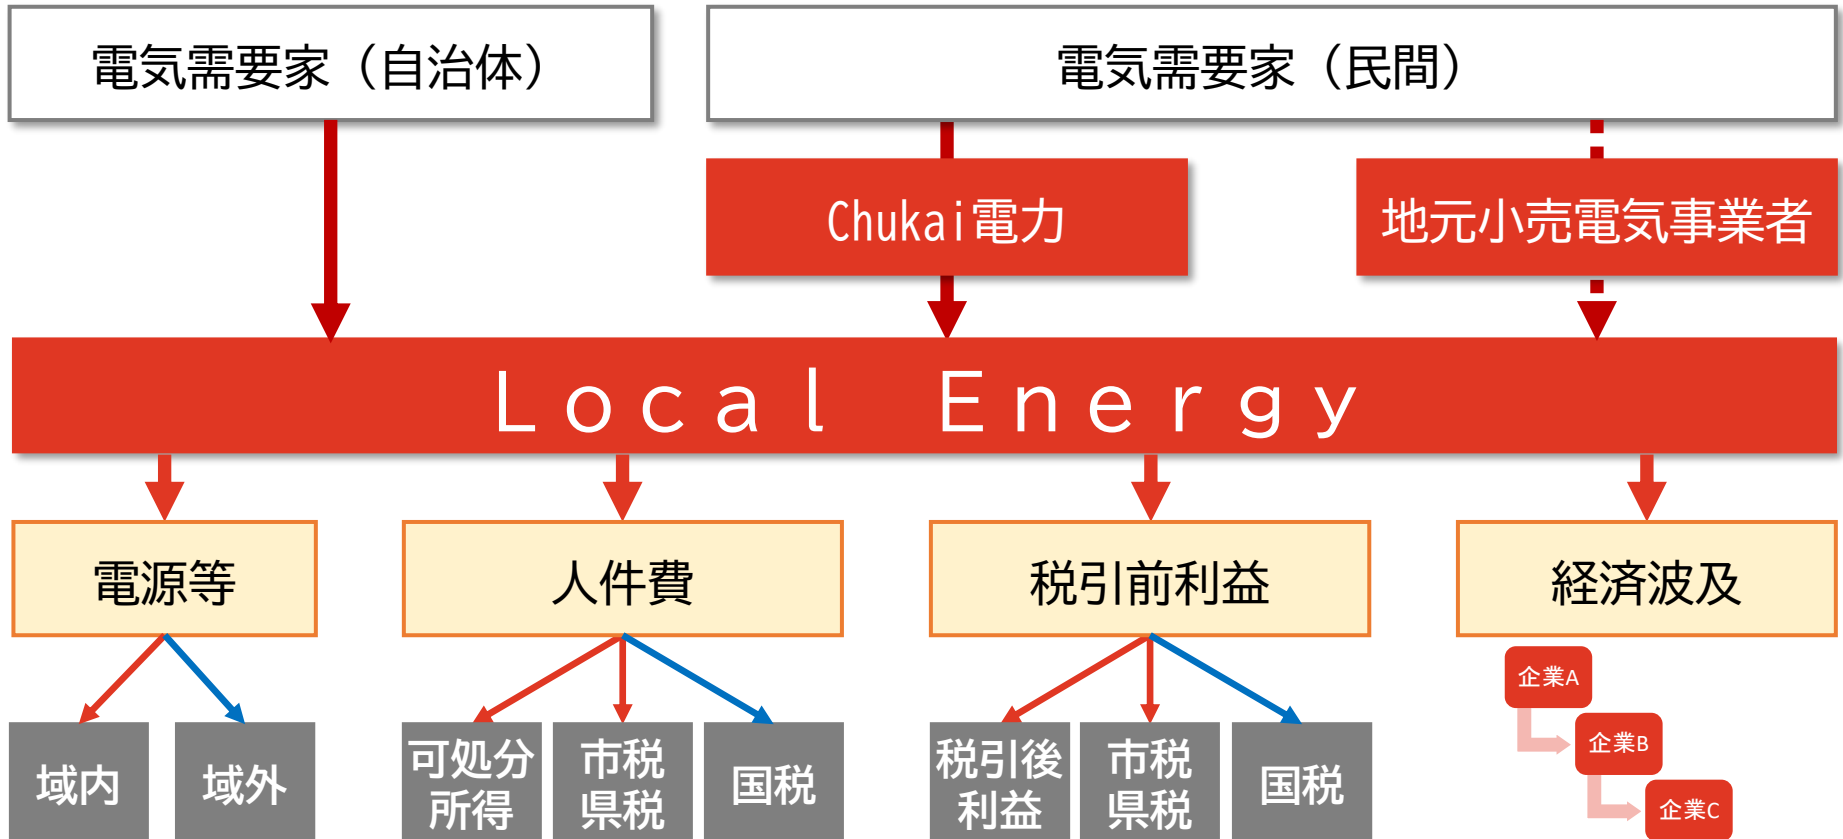 電気需要家（自治体）
電気需要家（民間）
Chukai電力
地元小売電気事業者
Ｌｏｃａｌ　Ｅｎｅｒｇｙ
電源等
人件費
税引前利益
経済波及
域内
域外
可処分
所得
市税
県税
国税
税引後
利益
市税
県税
国税
企業A
企業B
企業C